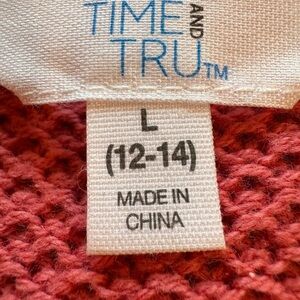 TIME AND
TRU™
L
(12-14)
MADE IN
CHINA